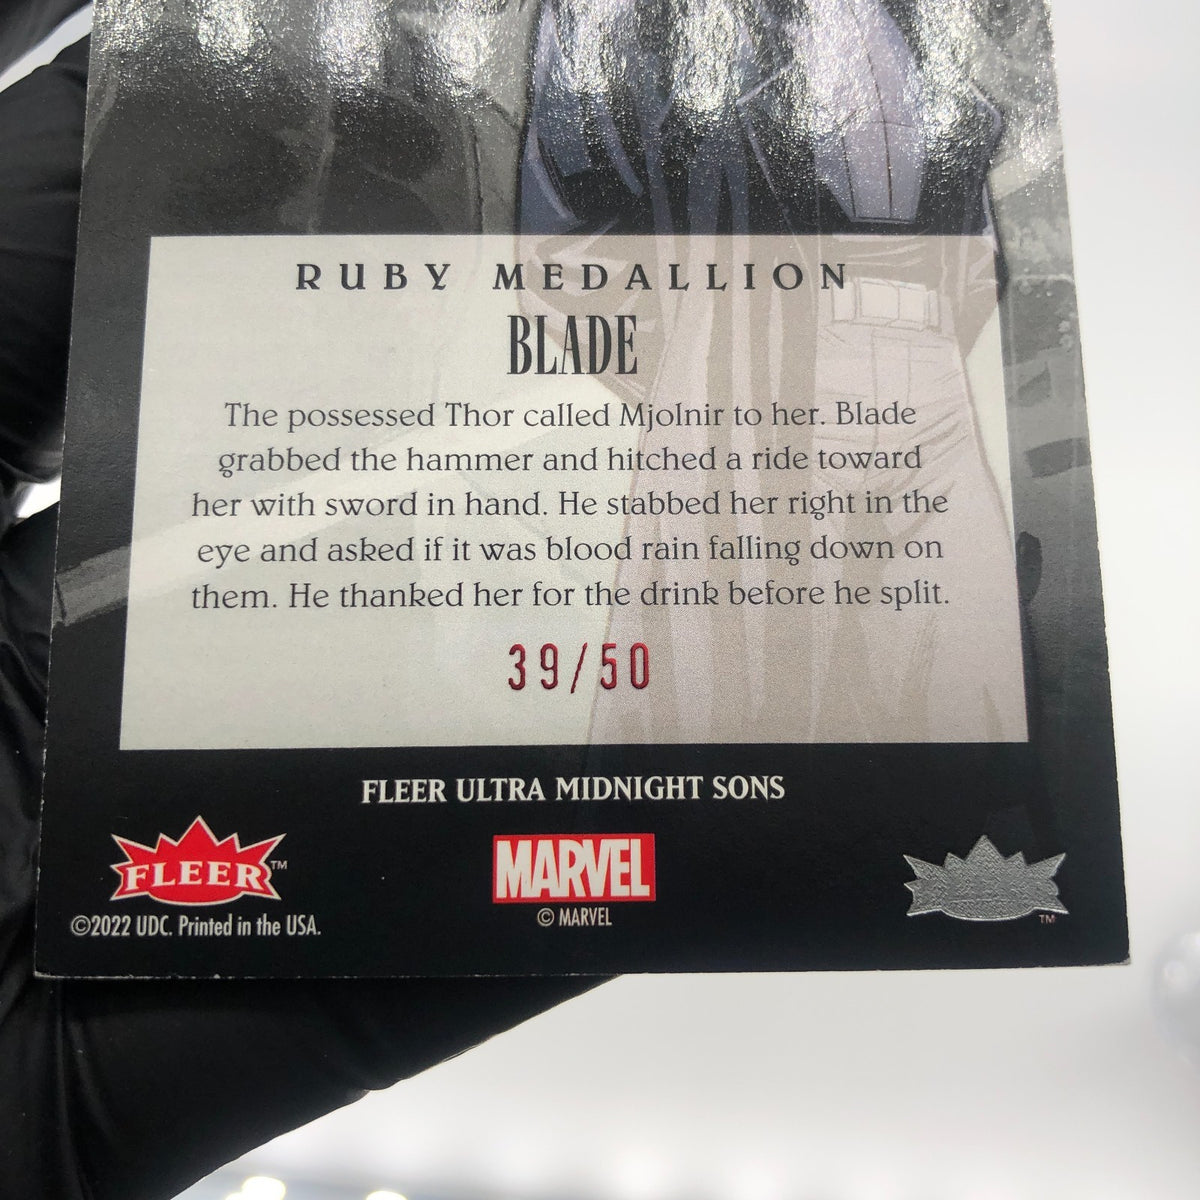 RUBY MEDALLION
BLADE
The possessed Thor called Mjolnir to her. Blade
grabbed the hammer and hitched a ride toward
her with sword in hand. He stabbed her right in the
eye and asked if it was blood rain falling down on
them. He thanked her for the drink before he split.
39/50
FLEER ULTRA MIDNIGHT SONS
FLEER™
©2022 UDC. Printed in the USA.
MARVEL
© MARVEL
TM